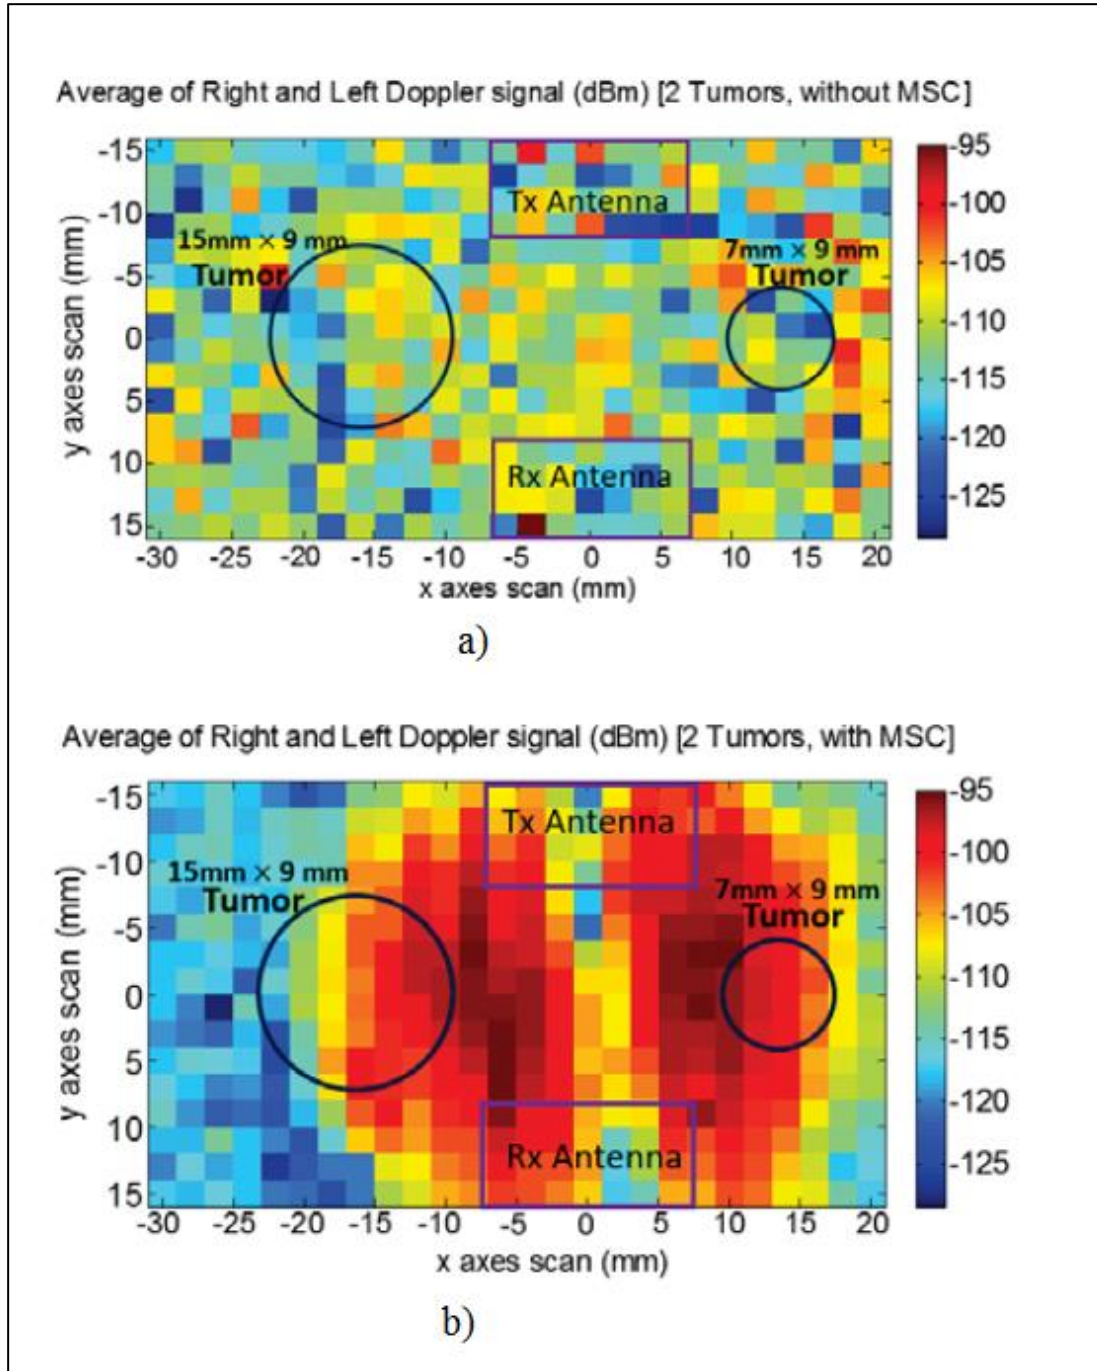 Average of Right and Left Doppler signal (dBm) [2 Tumors, without MSC]
-15
-10
-5
0
5
10
15
y axes scan (mm)
Tx Antenna
15mm × 9 mm
Tumor
7mm × 9 mm
Tumor
Rx Antenna
-30 -25 -20 -15 -10 -5 0 5 10 15 20
x axes scan (mm)
-95
-100
-105
-110
-115
-120
-125
a)
Average of Right and Left Doppler signal (dBm) [2 Tumors, with MSC]
-15
-10
-5
0
5
10
15
y axes scan (mm)
Tx Antenna
15mm × 9 mm
Tumor
7mm × 9 mm
Tumor
Rx Antenna
-30 -25 -20 -15 -10 -5 0 5 10 15 20
x axes scan (mm)
-95
-100
-105
-110
-115
-120
-125
b)